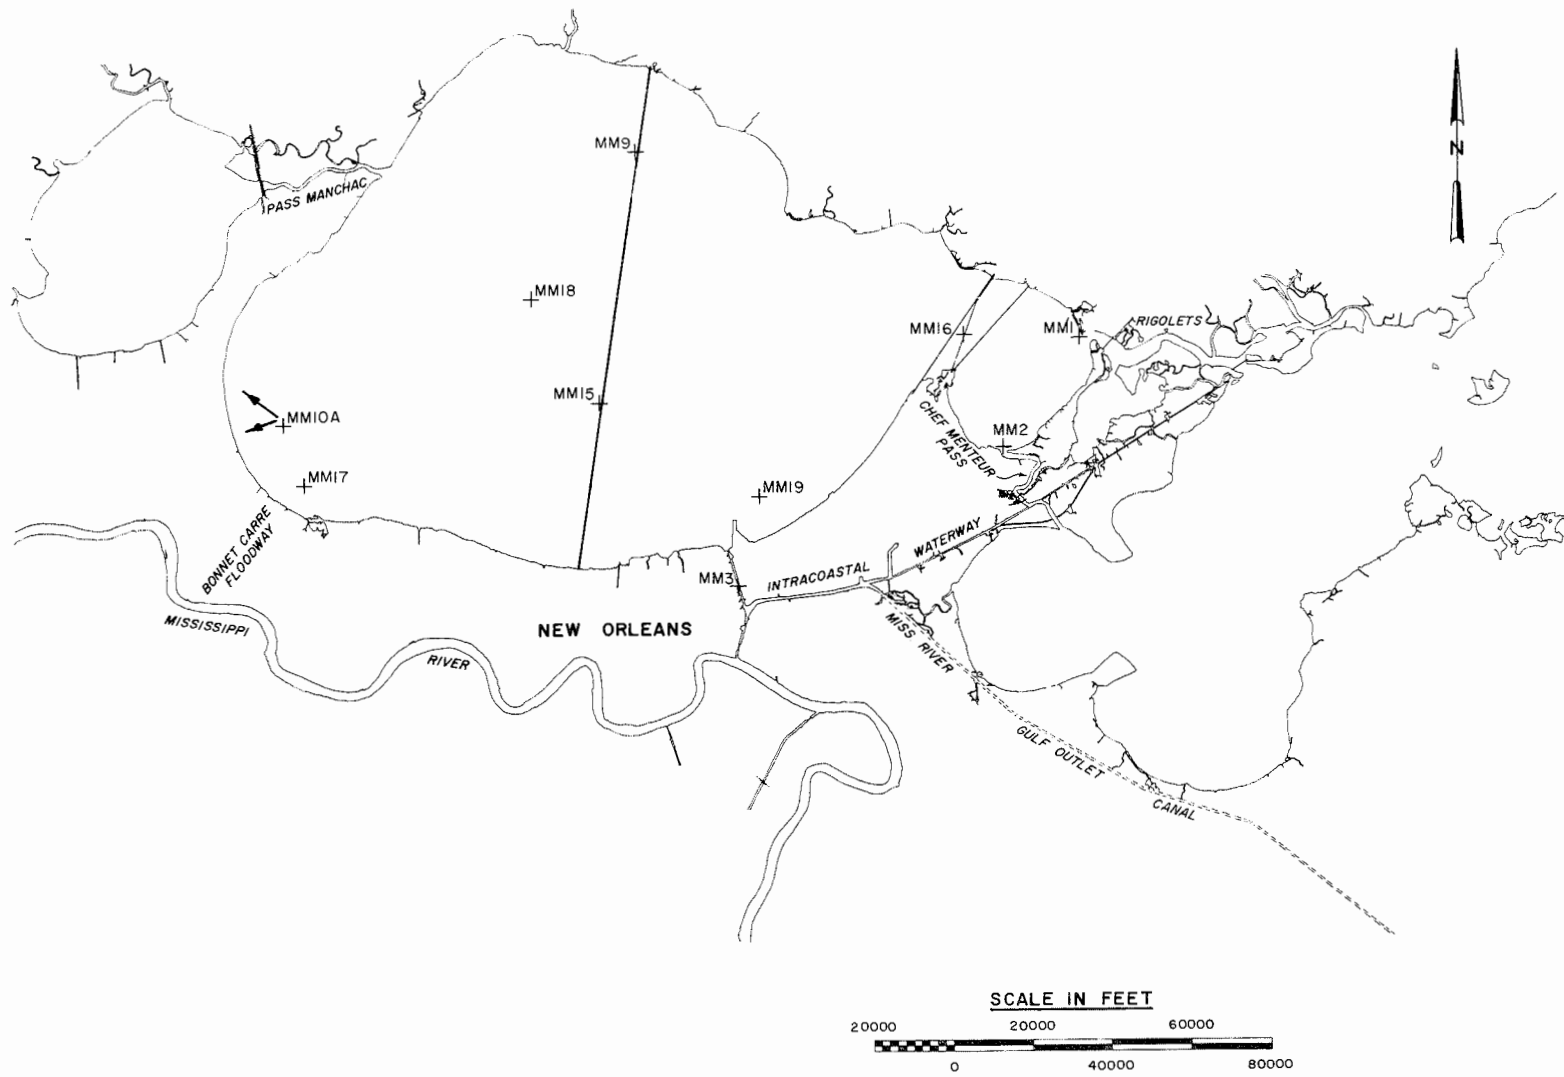 N
MM9
PASS MANCHAC
MM18
MM16
MM1
RIGOLETS
MM15
MM10A
CHEF MENTEUR
PASS
MM2
MM17
MM19
BONNET CARRE
FLOODWAY
WATERWAY
INTRACOASTAL
MM3
MISSISSIPPI
NEW ORLEANS
MISS RIVER
RIVER
GULF OUTLET
CANAL
SCALE IN FEET
20000 20000 60000
0 40000 80000